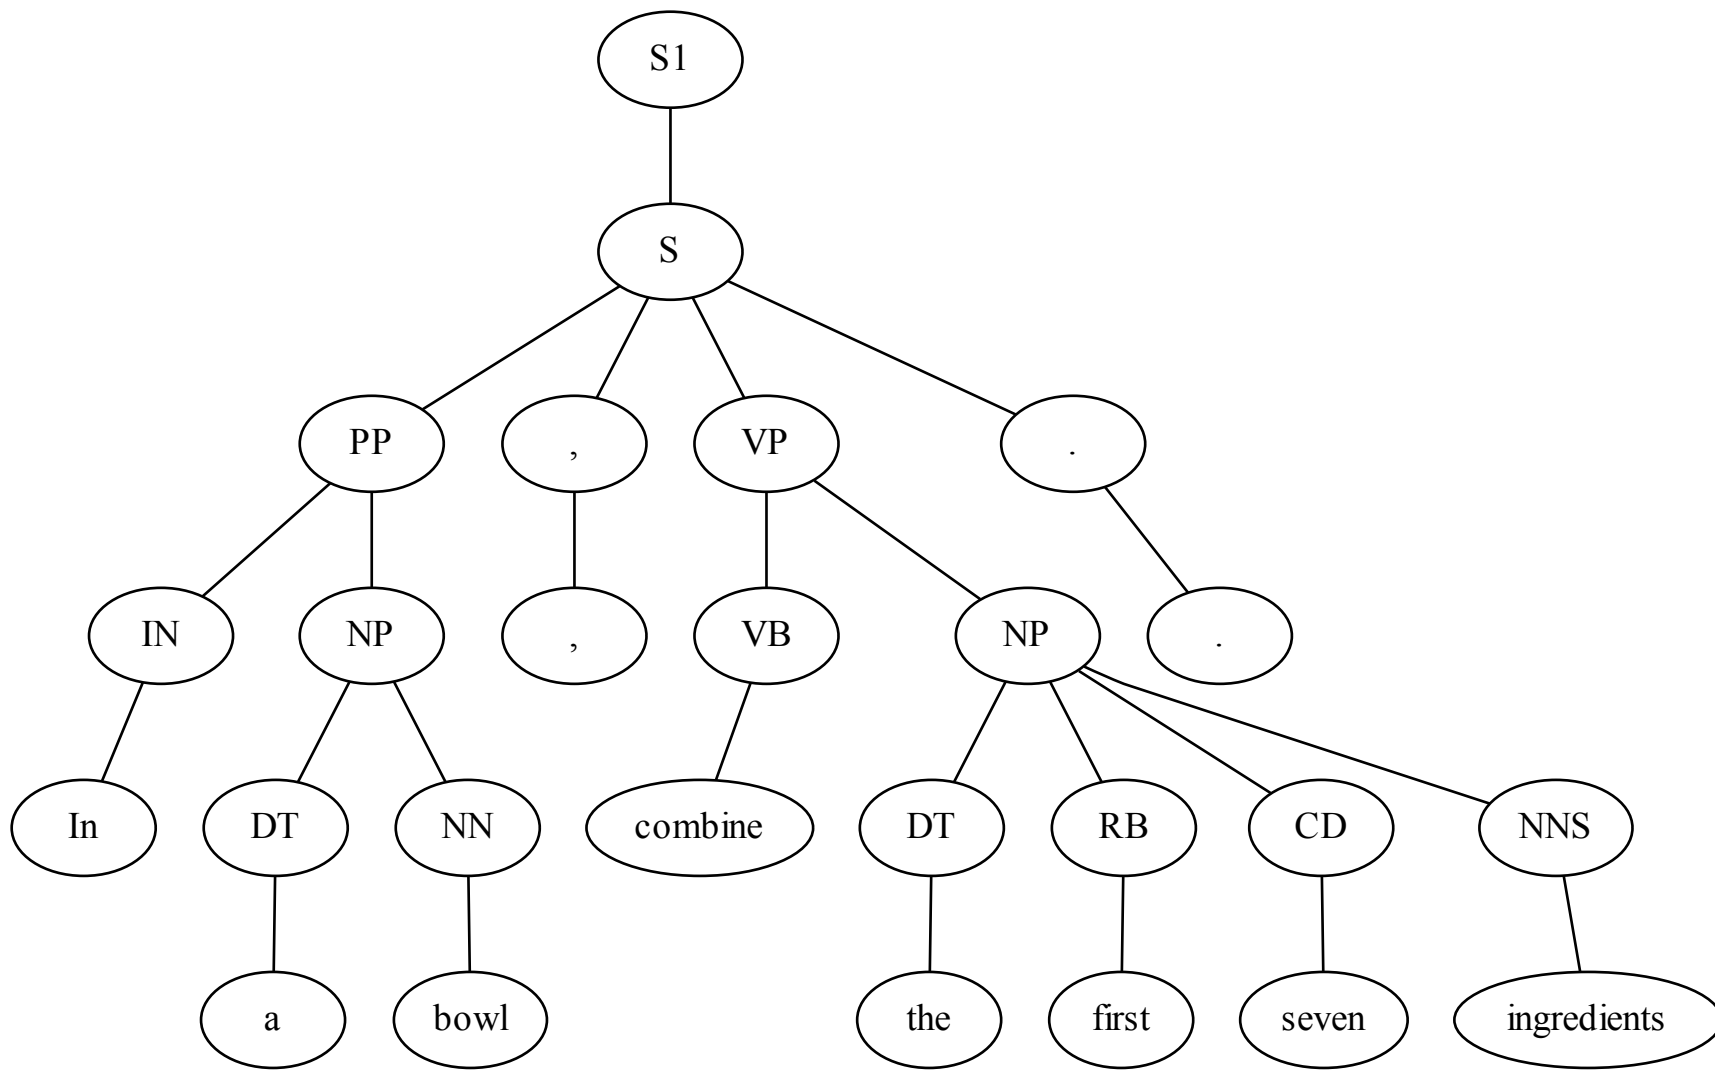 S1
S
PP , VP .
IN NP , VB NP .
In DT NN combine DT RB CD NNS
a bowl the first seven ingredients